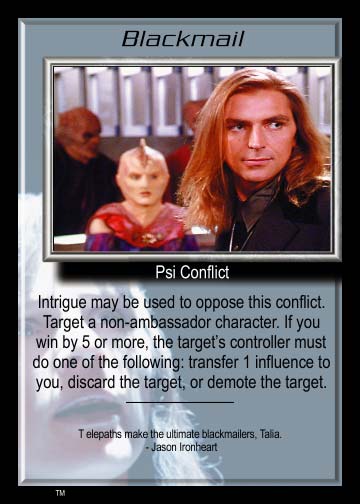 Blackmail
Psi Conflict
Intrigue may be used to oppose this conflict.
Target a non-ambassador character. If you
win by 5 or more, the target's controller must
do one of the following: transfer 1 influence to
you, discard the target, or demote the target.
T elepaths make the ultimate blackmailers, Talia.
- Jason Ironheart
TM